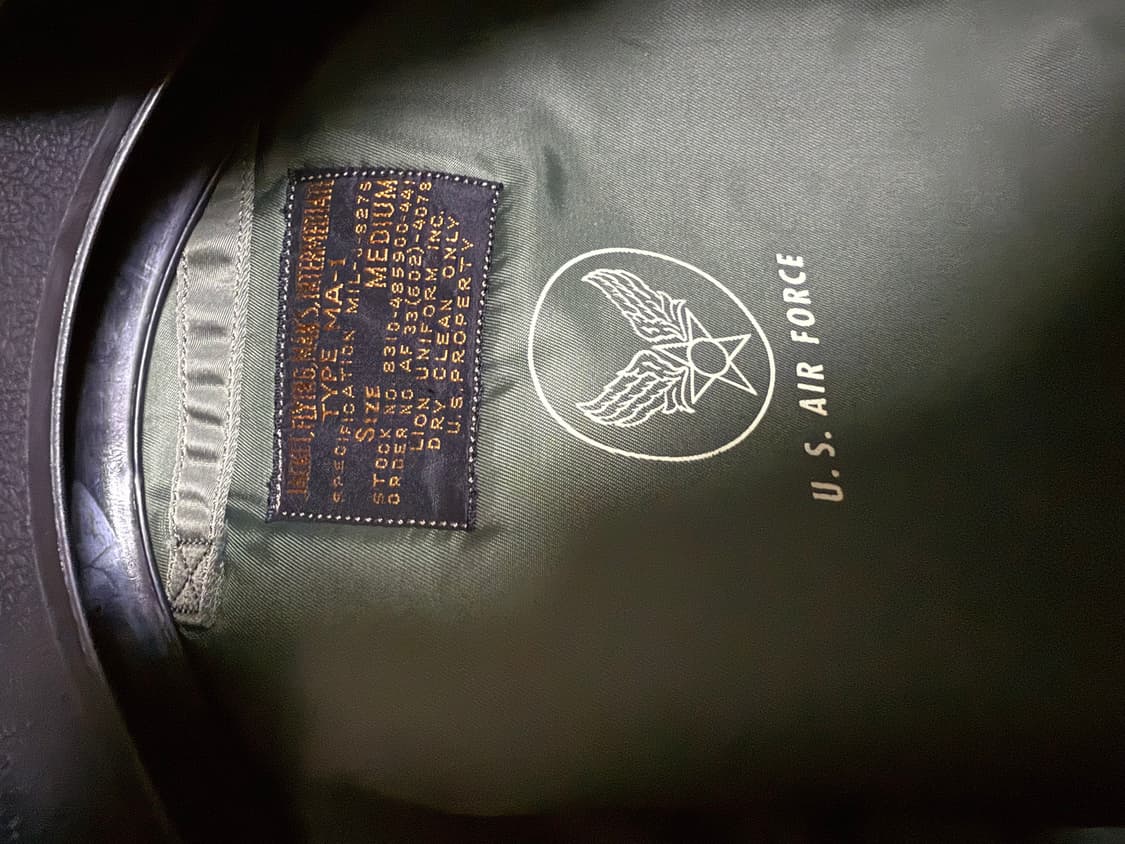 JACKET, FLYING, MAN'S, INTERMEDIATE
TYPE MA-1
SPECIFICATION MIL-J-8279
SIZE MEDIUM
STOCK NO 8310-485900-441
ORDER NO AF 33(602)-4078
LION UNIFORM INC.
DRY CLEAN ONLY
U.S. PROPERTY
U.S. AIR FORCE